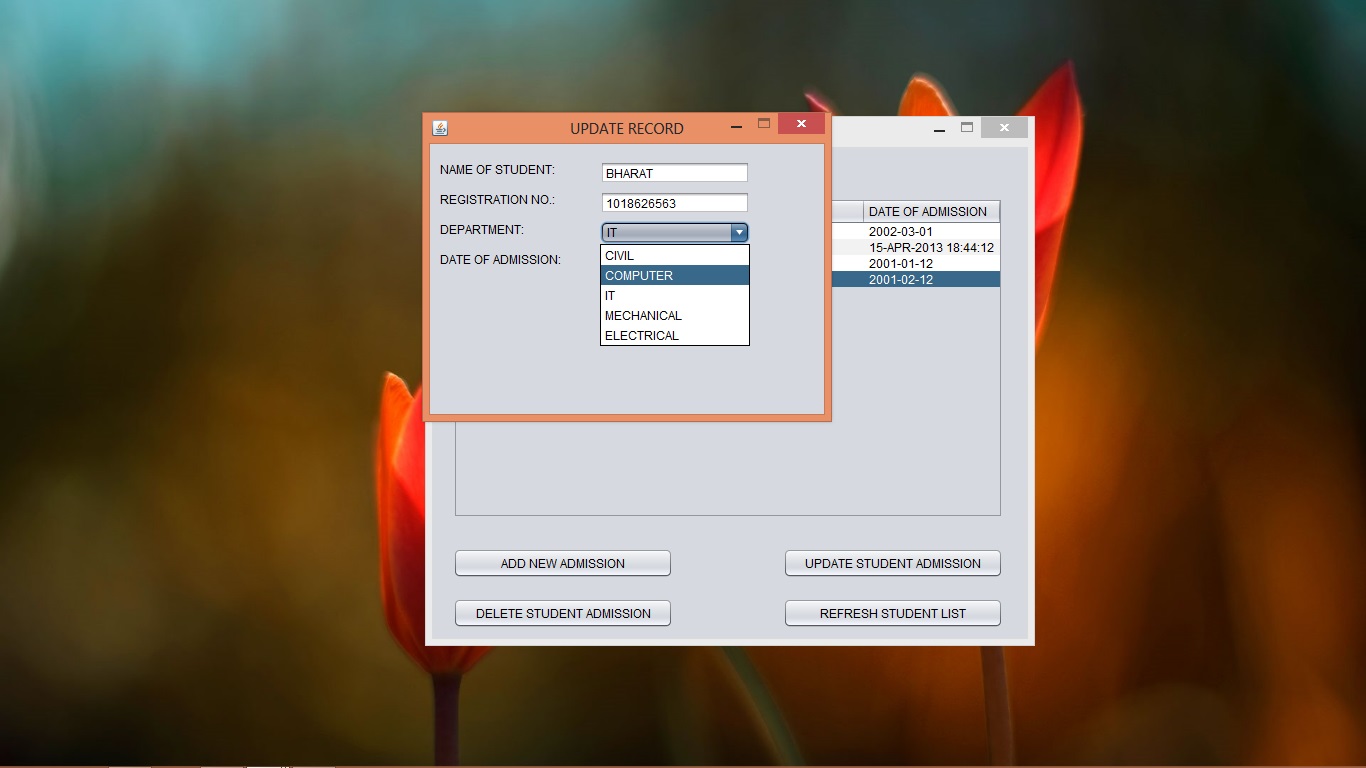 UPDATE RECORD
NAME OF STUDENT: BHARAT
REGISTRATION NO.: 1018626563
DEPARTMENT: IT
DATE OF ADMISSION:
CIVIL
COMPUTER
IT
MECHANICAL
ELECTRICAL
DATE OF ADMISSION
2002-03-01
15-APR-2013 18:44:12
2001-01-12
2001-02-12
ADD NEW ADMISSION
UPDATE STUDENT ADMISSION
DELETE STUDENT ADMISSION
REFRESH STUDENT LIST